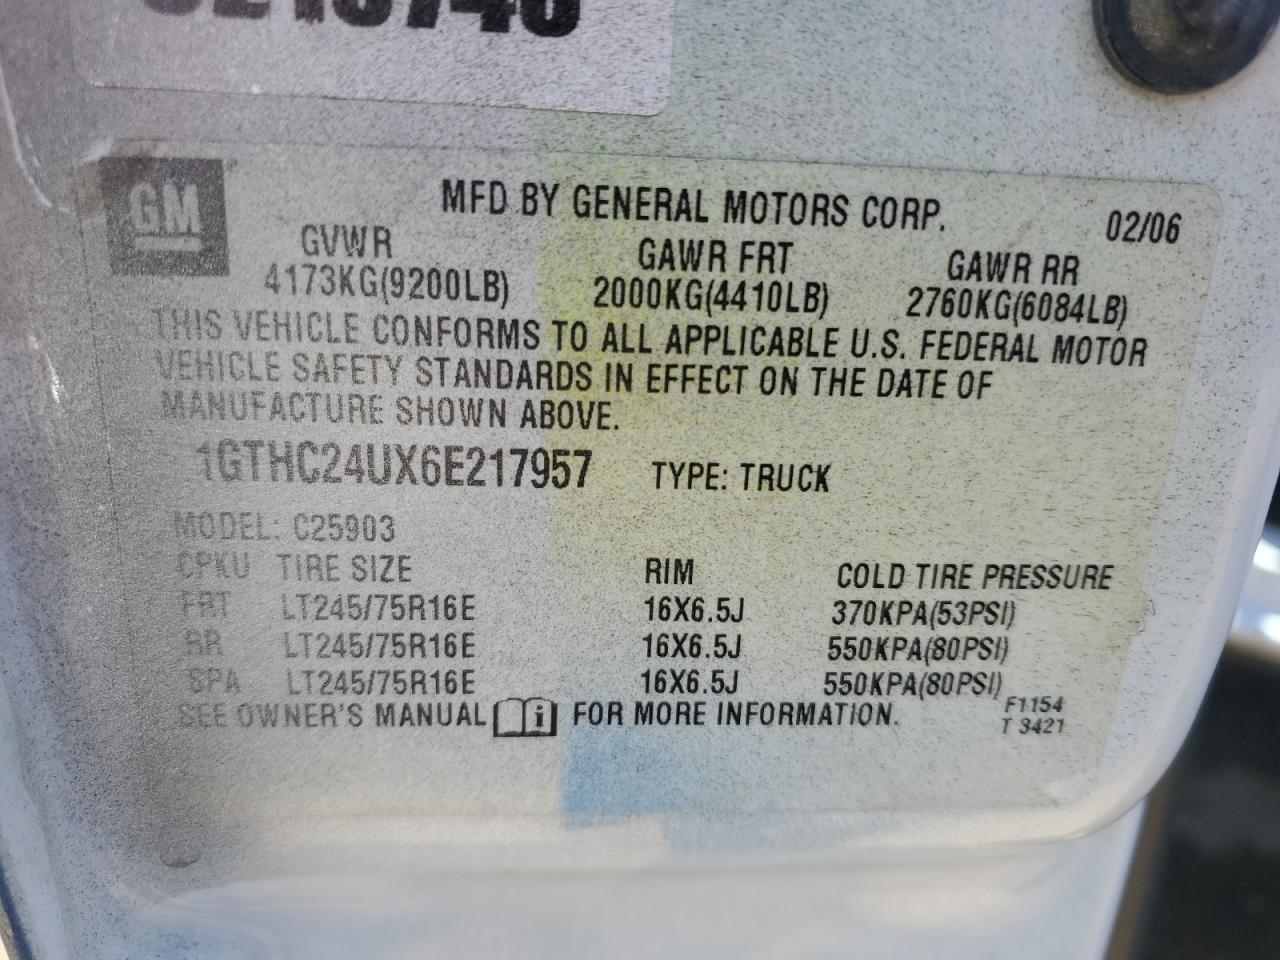 GM
MFD BY GENERAL MOTORS CORP. 02/06
GVWR GAWR FRT GAWR RR
4173KG(9200LB) 2000KG(4410LB) 2760KG(6084LB)
THIS VEHICLE CONFORMS TO ALL APPLICABLE U.S. FEDERAL MOTOR
VEHICLE SAFETY STANDARDS IN EFFECT ON THE DATE OF
MANUFACTURE SHOWN ABOVE.
1GTHC24UX6E217957 TYPE: TRUCK
MODEL: C25903
CPKU TIRE SIZE RIM COLD TIRE PRESSURE
FRT LT245/75R16E 16X6.5J 370KPA(53PSI)
RR LT245/75R16E 16X6.5J 550KPA(80PSI)
SPA LT245/75R16E 16X6.5J 550KPA(80PSI)
SEE OWNER'S MANUAL i FOR MORE INFORMATION.
F1154
T 3421